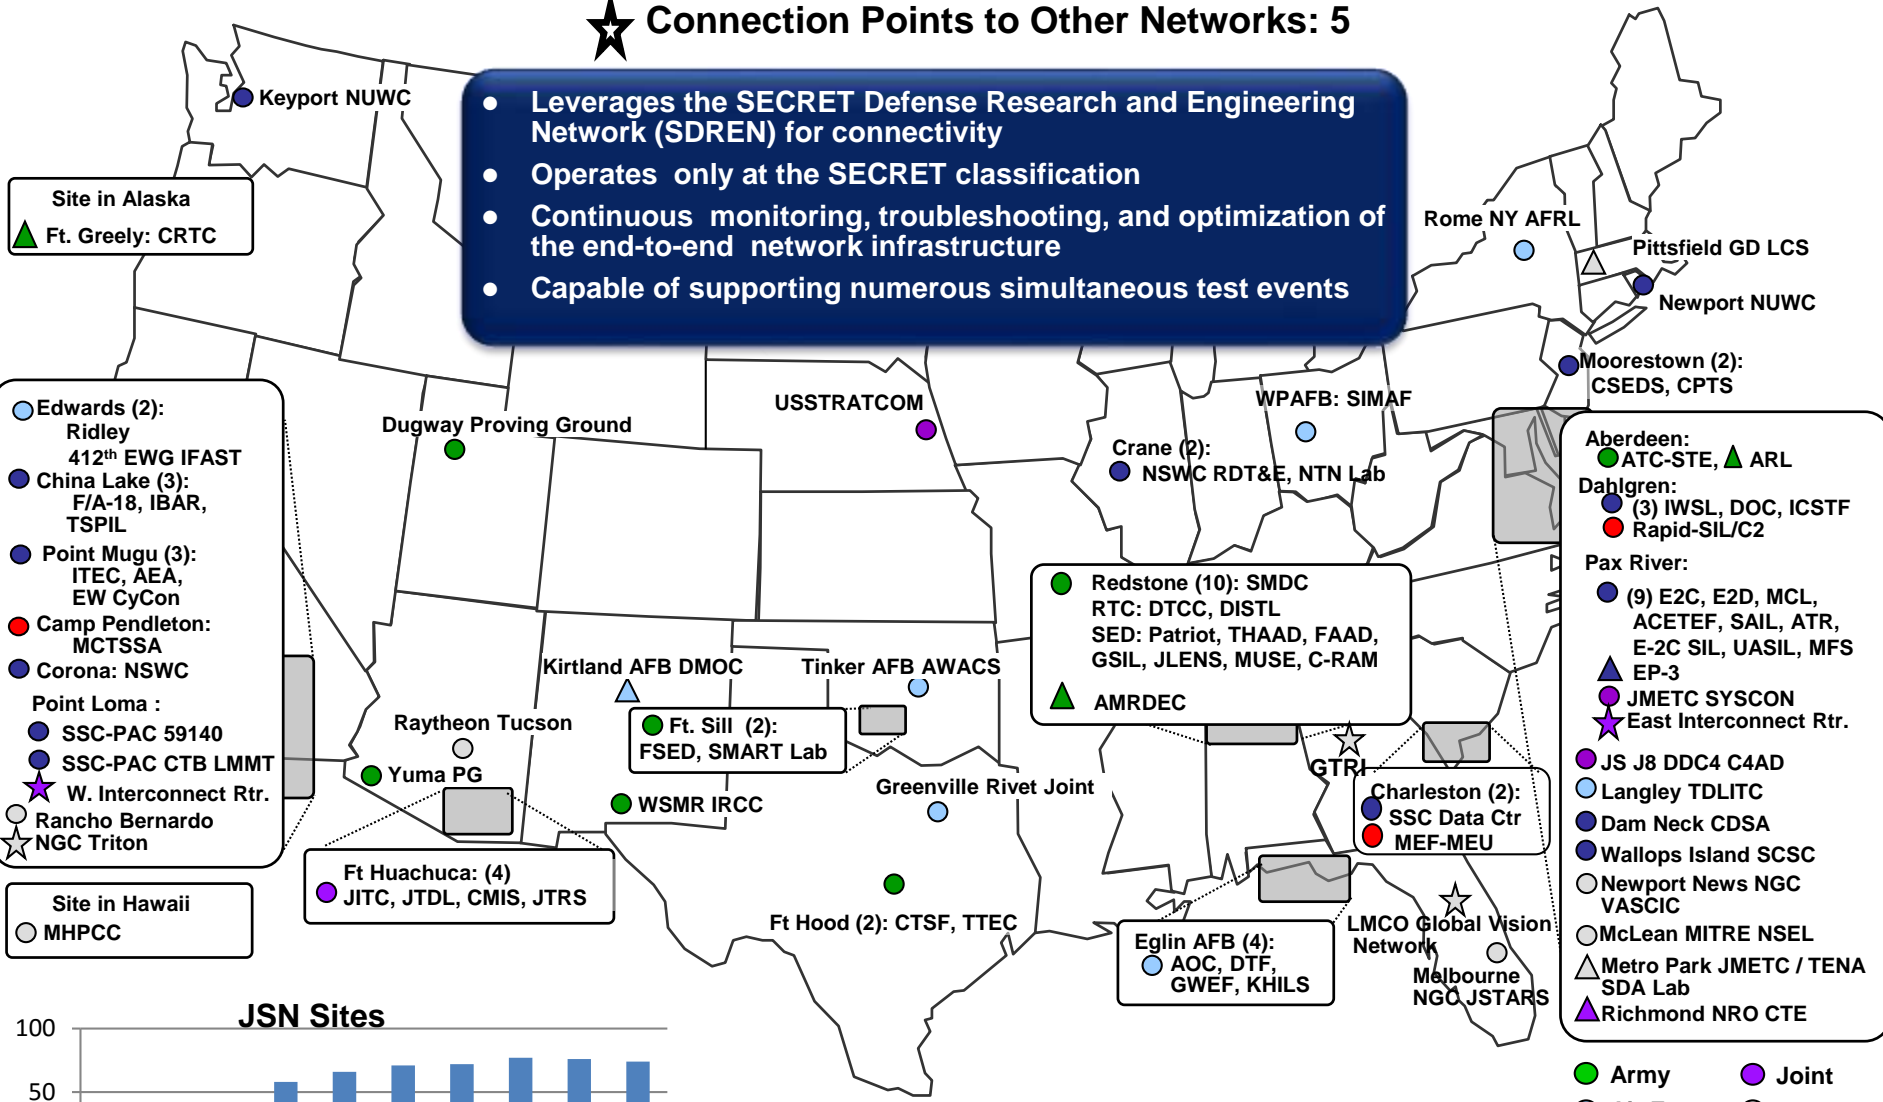 Connection Points to Other Networks: 5
● Leverages the SECRET Defense Research and Engineering
Network (SDREN) for connectivity
● Operates only at the SECRET classification
● Continuous monitoring, troubleshooting, and optimization of
the end-to-end network infrastructure
● Capable of supporting numerous simultaneous test events
Keyport NUWC
Site in Alaska
Ft. Greely: CRTC
Rome NY AFRL
Pittsfield GD LCS
Newport NUWC
Moorestown (2):
CSEDS, CPTS
Edwards (2):
Ridley
412th EWG IFAST
China Lake (3):
F/A-18, IBAR,
TSPIL
Point Mugu (3):
ITEC, AEA,
EW CyCon
Camp Pendleton:
MCTSSA
Corona: NSWC
Point Loma :
SSC-PAC 59140
SSC-PAC CTB LMMT
W. Interconnect Rtr.
Rancho Bernardo
NGC Triton
Site in Hawaii
MHPCC
Dugway Proving Ground
USSTRATCOM
WPAFB: SIMAF
Crane (2):
NSWC RDT&E, NTN Lab
Redstone (10): SMDC
RTC: DTCC, DISTL
SED: Patriot, THAAD, FAAD,
GSIL, JLENS, MUSE, C-RAM
AMRDEC
Kirtland AFB DMOC
Tinker AFB AWACS
Ft. Sill (2):
FSED, SMART Lab
Raytheon Tucson
Yuma PG
WSMR IRCC
Greenville Rivet Joint
Ft Huachuca: (4)
JITC, JTDL, CMIS, JTRS
Ft Hood (2): CTSF, TTEC
GTRI
Charleston (2):
SSC Data Ctr
MEF-MEU
Eglin AFB (4):
AOC, DTF,
GWEF, KHILS
LMCO Global Vision
Network
Melbourne
NGC JSTARS
Aberdeen:
ATC-STE, ARL
Dahlgren:
(3) IWSL, DOC, ICSTF
Rapid-SIL/C2
Pax River:
(9) E2C, E2D, MCL,
ACETEF, SAIL, ATR,
E-2C SIL, UASIL, MFS
EP-3
JMETC SYSCON
East Interconnect Rtr.
JS J8 DDC4 C4AD
Langley TDLITC
Dam Neck CDSA
Wallops Island SCSC
Newport News NGC
VASCIC
McLean MITRE NSEL
Metro Park JMETC / TENA
SDA Lab
Richmond NRO CTE
JSN Sites
100
50
Army
Joint